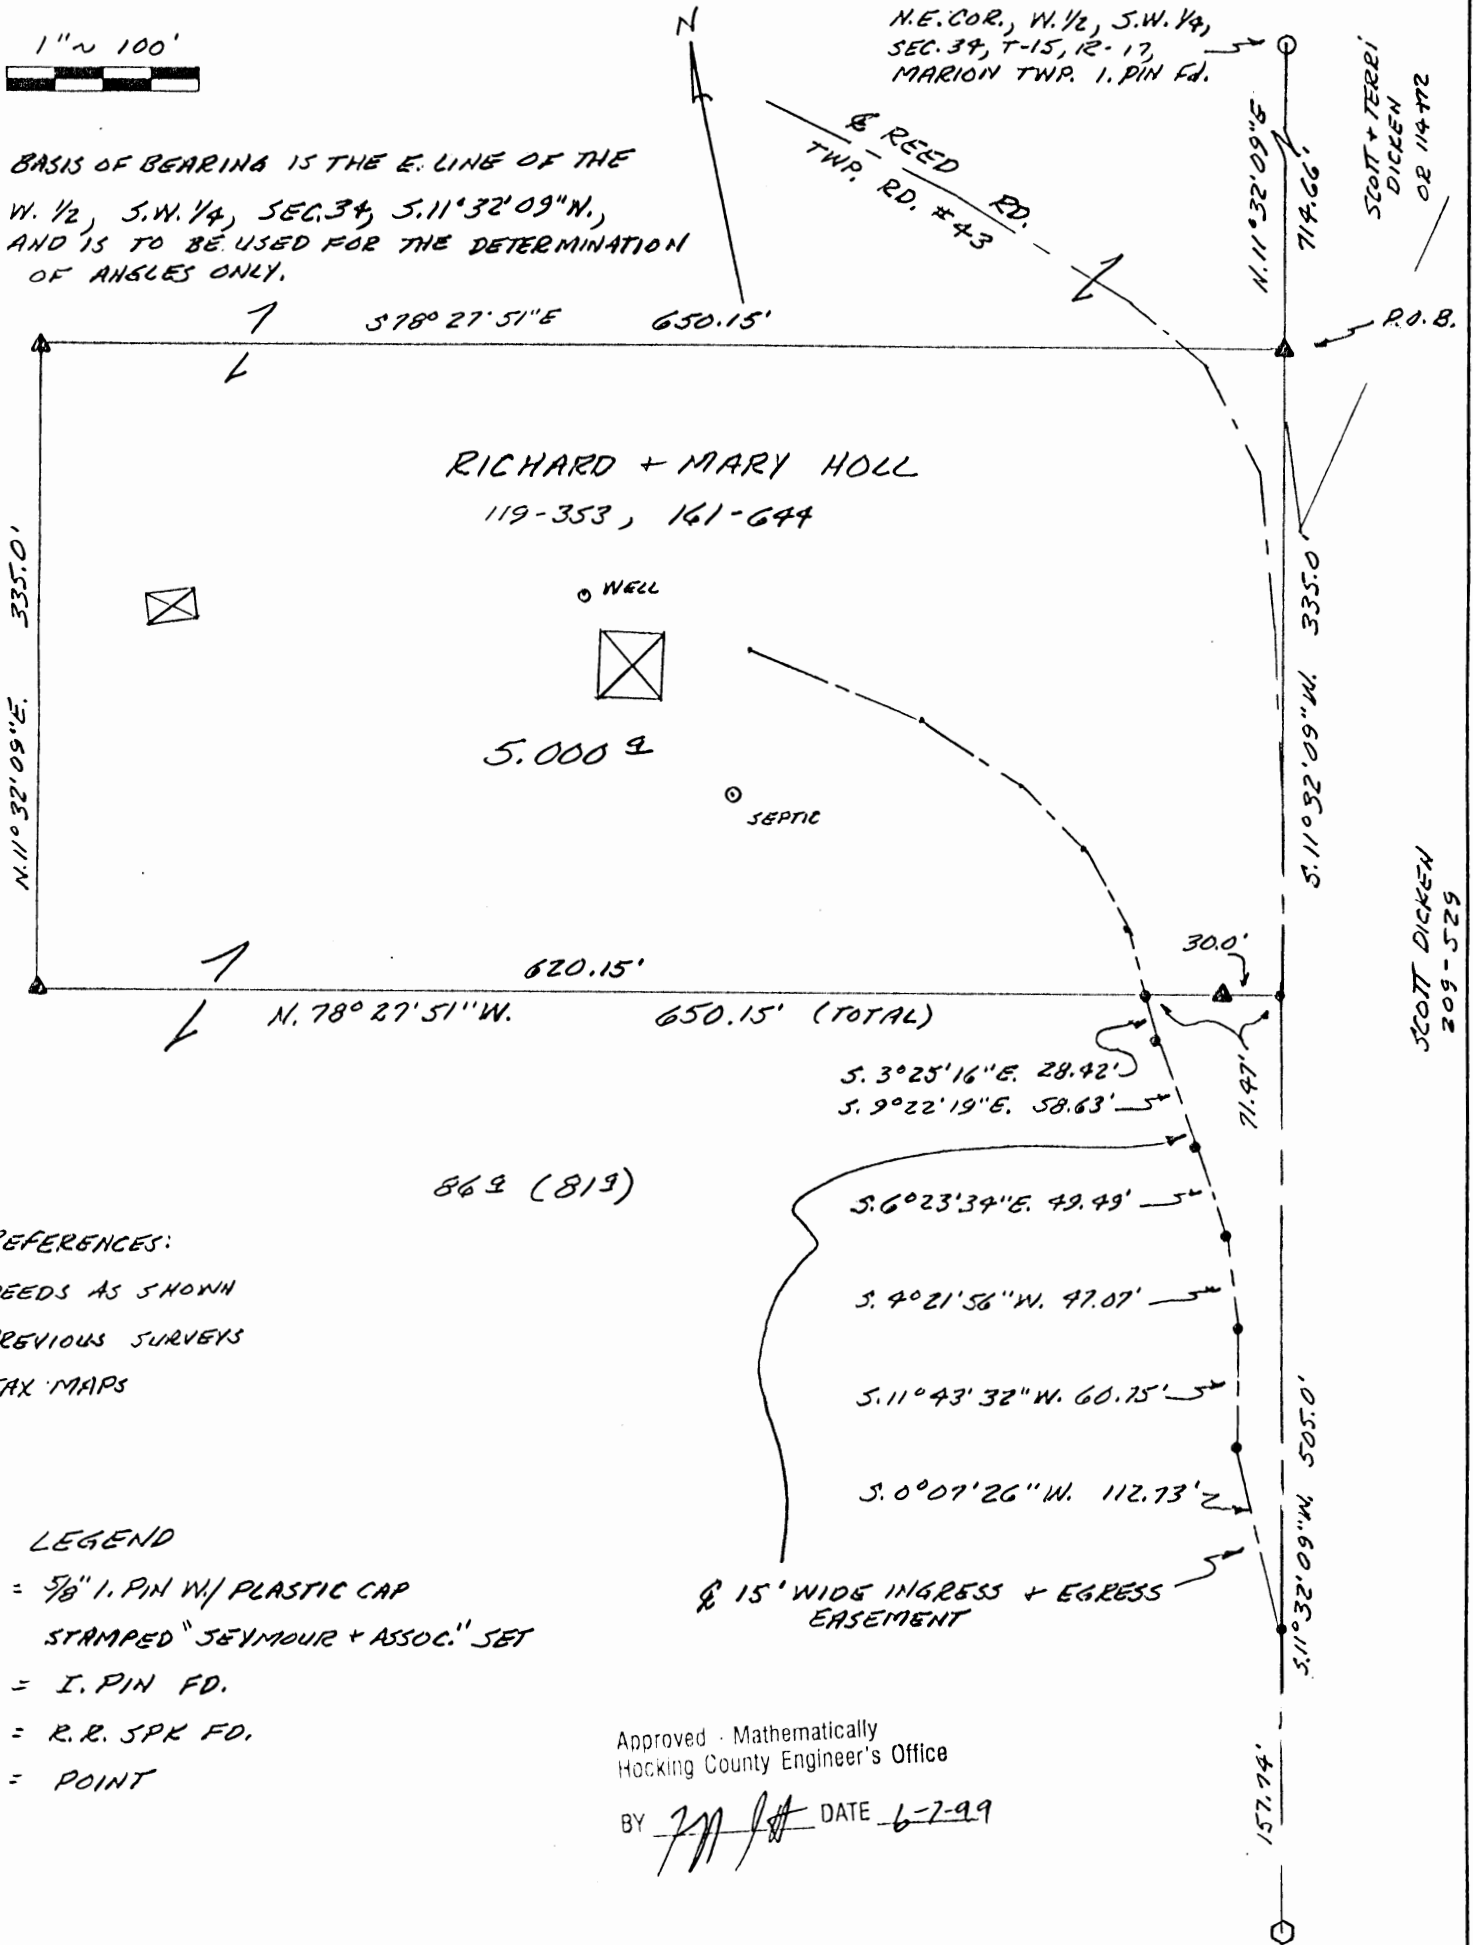 1" ~ 100'
N
N.E. COR., W. 1/2, S.W. 1/4,
SEC. 34, T-15, R-17,
MARION TWP. I. PIN Fd.
BASIS OF BEARING IS THE E. LINE OF THE
W. 1/2, S.W. 1/4, SEC. 34, S.11°32'09"W.,
AND IS TO BE USED FOR THE DETERMINATION
OF ANGLES ONLY.
℄ REED RD.
TWP. RD. #43
N.11°32'09"E
714.66'
SCOTT + TERRI
DICKEN
OR 114-
S78°27'51"E 650.15'
P.O.B.
RICHARD + MARY HOLL
119-353, 161-644
N.11°32'09"E. 335.0'
WELL
5.000 a
SEPTIC
S.11°32'09"W. 335.0'
SCOTT DICKEN
209-529
30.0'
620.15'
N. 78°27'51"W. 650.15' (TOTAL)
71.47'
S. 3°25'16"E. 28.42'
S. 9°22'19"E. 58.63'
86 a (81 a)
S. 6°23'34"E. 49.49'
EFERENCES:
EEDS AS SHOWN
REVIOUS SURVEYS
AX MAPS
S. 4°21'56"W. 47.07'
S. 11°43'32"W. 60.75'
S. 0°07'26"W. 112.73'
S.11°32'09"W. 505.0'
LEGEND
= 5/8" I. PIN W/ PLASTIC CAP
STAMPED "SEYMOUR + ASSOC." SET
= I. PIN FD.
= R.R. SPK FD.
= POINT
℄ 15' WIDE INGRESS + EGRESS
EASEMENT
Approved - Mathematically
Hocking County Engineer's Office
BY DATE 6-7-99
157.74'